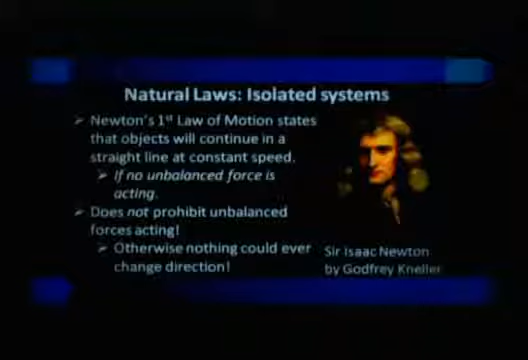 Natural Laws: Isolated systems
➢ Newton's 1st Law of Motion states
that objects will continue in a
straight line at constant speed.
➢ If no unbalanced force is
acting.
➢ Does not prohibit unbalanced
forces acting!
➢ Otherwise nothing could ever
change direction!
Sir Isaac Newton
by Godfrey Kneller